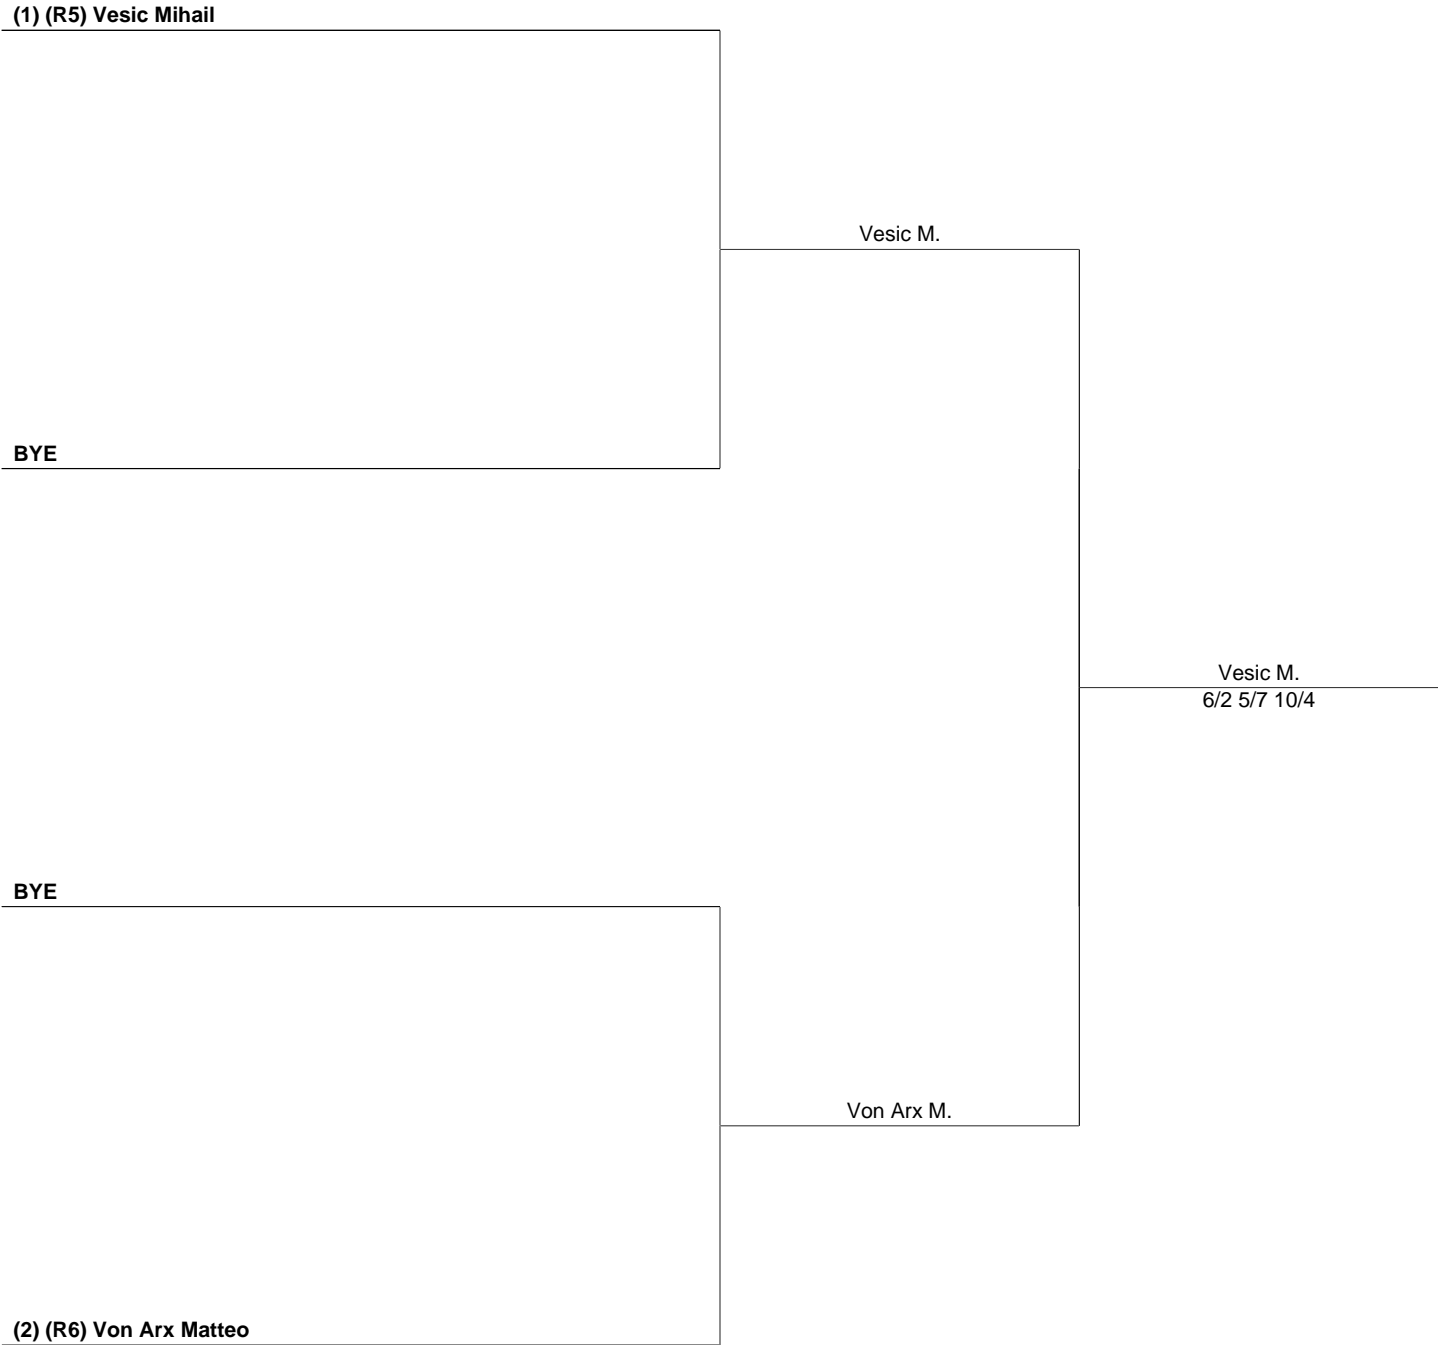 (1) (R5) Vesic Mihail
Vesic M.
BYE
Vesic M.
6/2 5/7 10/4
BYE
Von Arx M.
(2) (R6) Von Arx Matteo